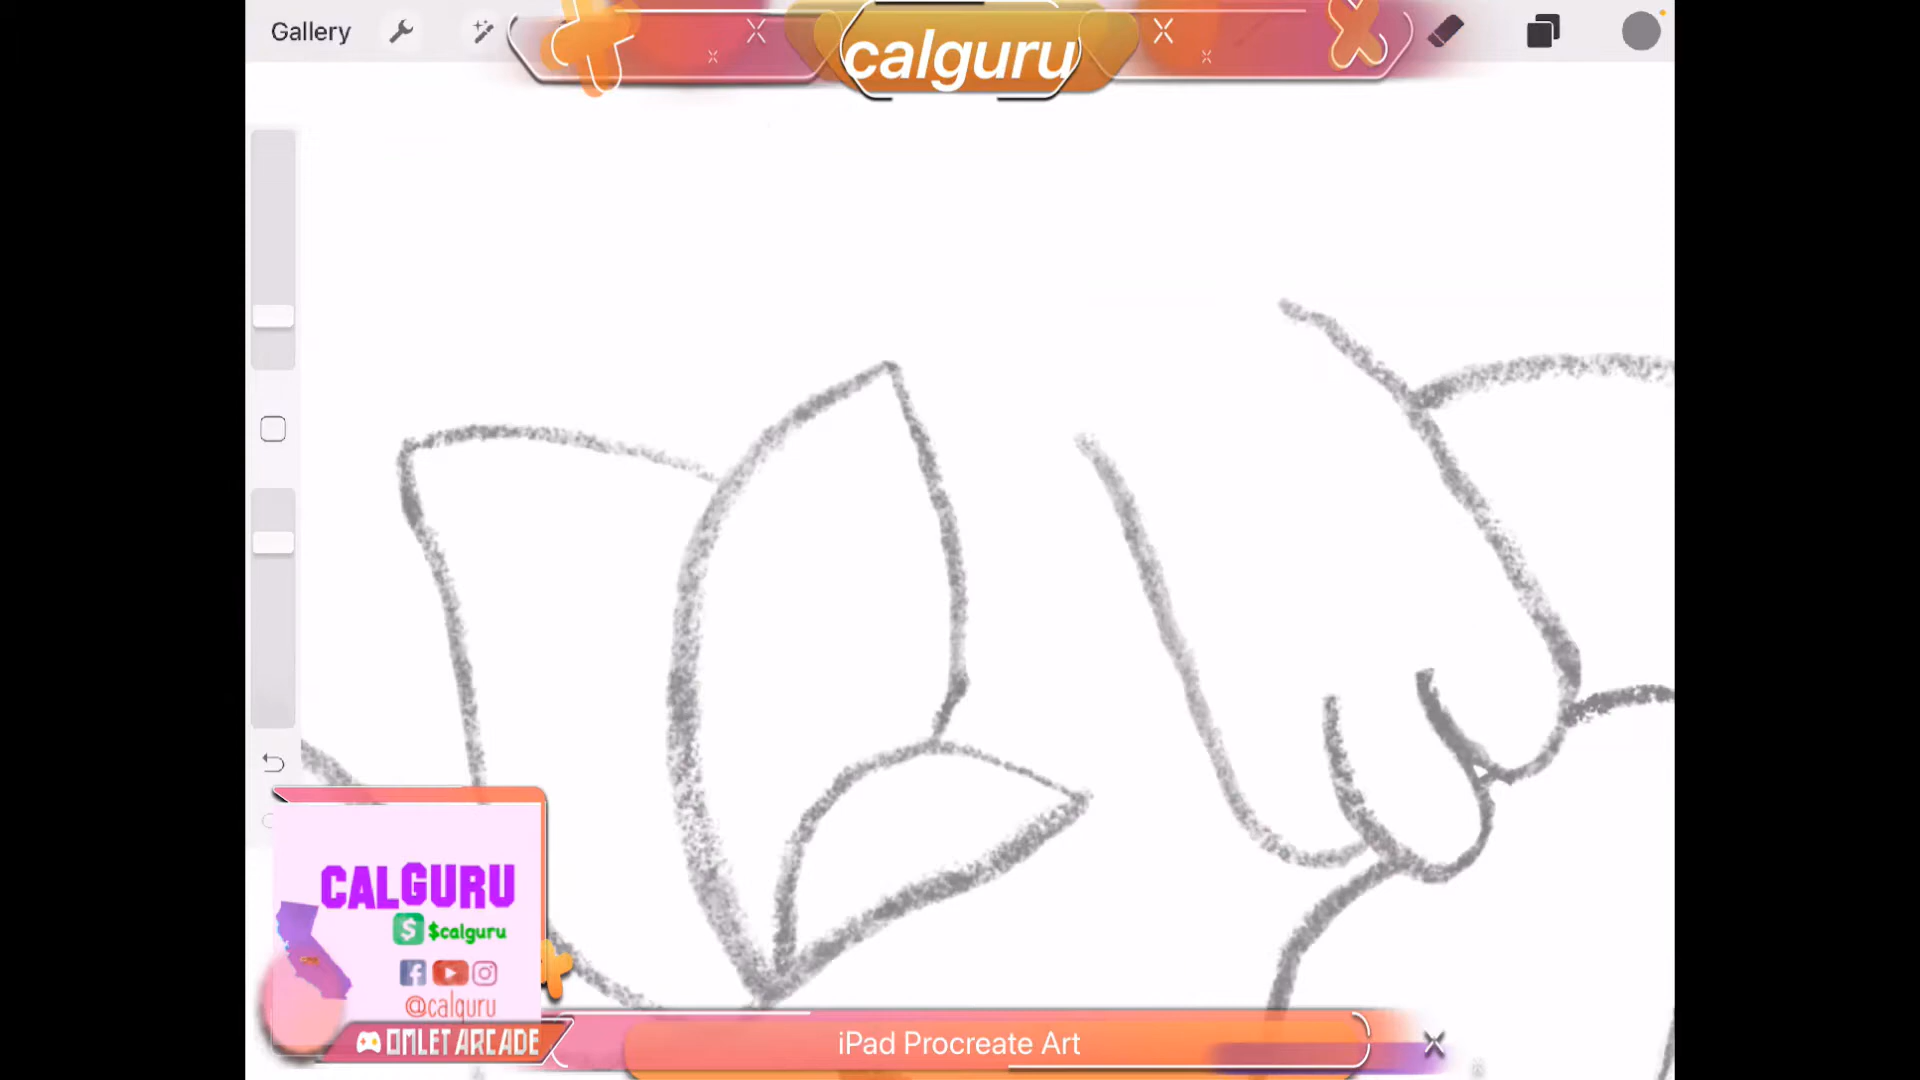 Gallery
calguru
CALGURU
$ $calguru
@calguru
OMLET ARCADE
iPad Procreate Art